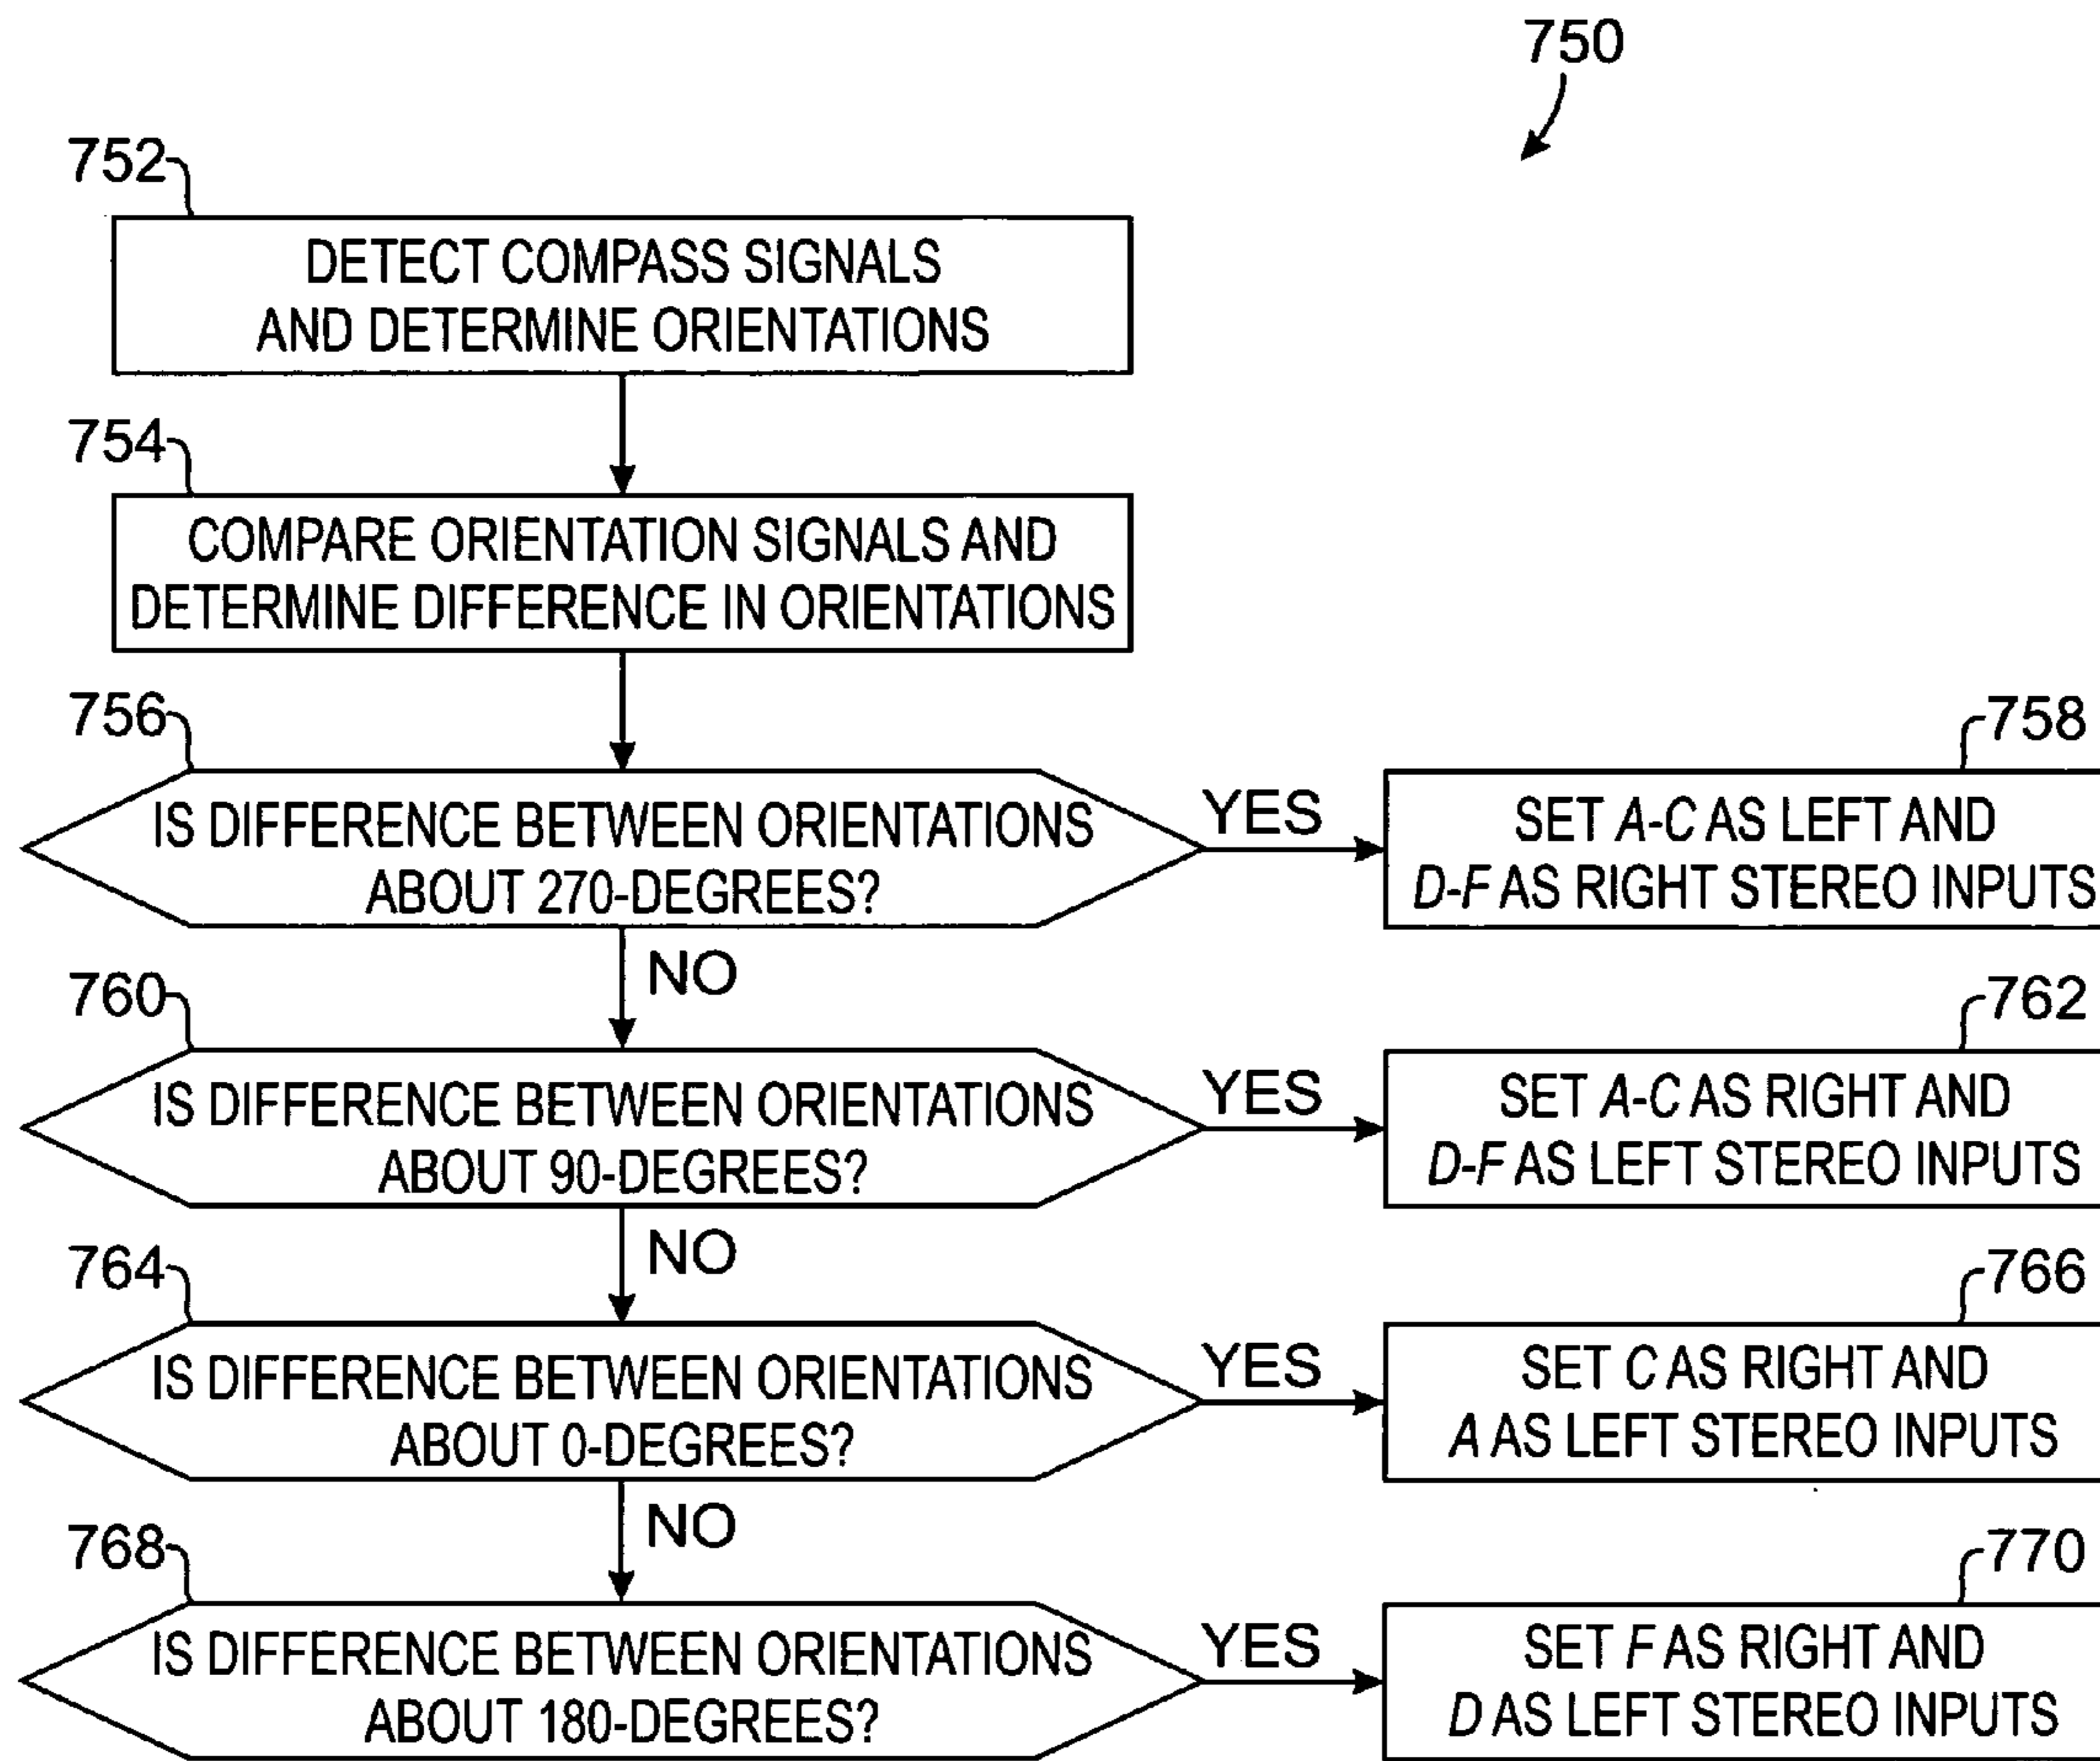 750
752
DETECT COMPASS SIGNALS
AND DETERMINE ORIENTATIONS
754
COMPARE ORIENTATION SIGNALS AND
DETERMINE DIFFERENCE IN ORIENTATIONS
756
IS DIFFERENCE BETWEEN ORIENTATIONS
ABOUT 270-DEGREES?
YES
758
SET A-C AS LEFT AND
D-F AS RIGHT STEREO INPUTS
NO
760
IS DIFFERENCE BETWEEN ORIENTATIONS
ABOUT 90-DEGREES?
YES
762
SET A-C AS RIGHT AND
D-F AS LEFT STEREO INPUTS
NO
764
IS DIFFERENCE BETWEEN ORIENTATIONS
ABOUT 0-DEGREES?
YES
766
SET C AS RIGHT AND
A AS LEFT STEREO INPUTS
NO
768
IS DIFFERENCE BETWEEN ORIENTATIONS
ABOUT 180-DEGREES?
YES
770
SET F AS RIGHT AND
D AS LEFT STEREO INPUTS